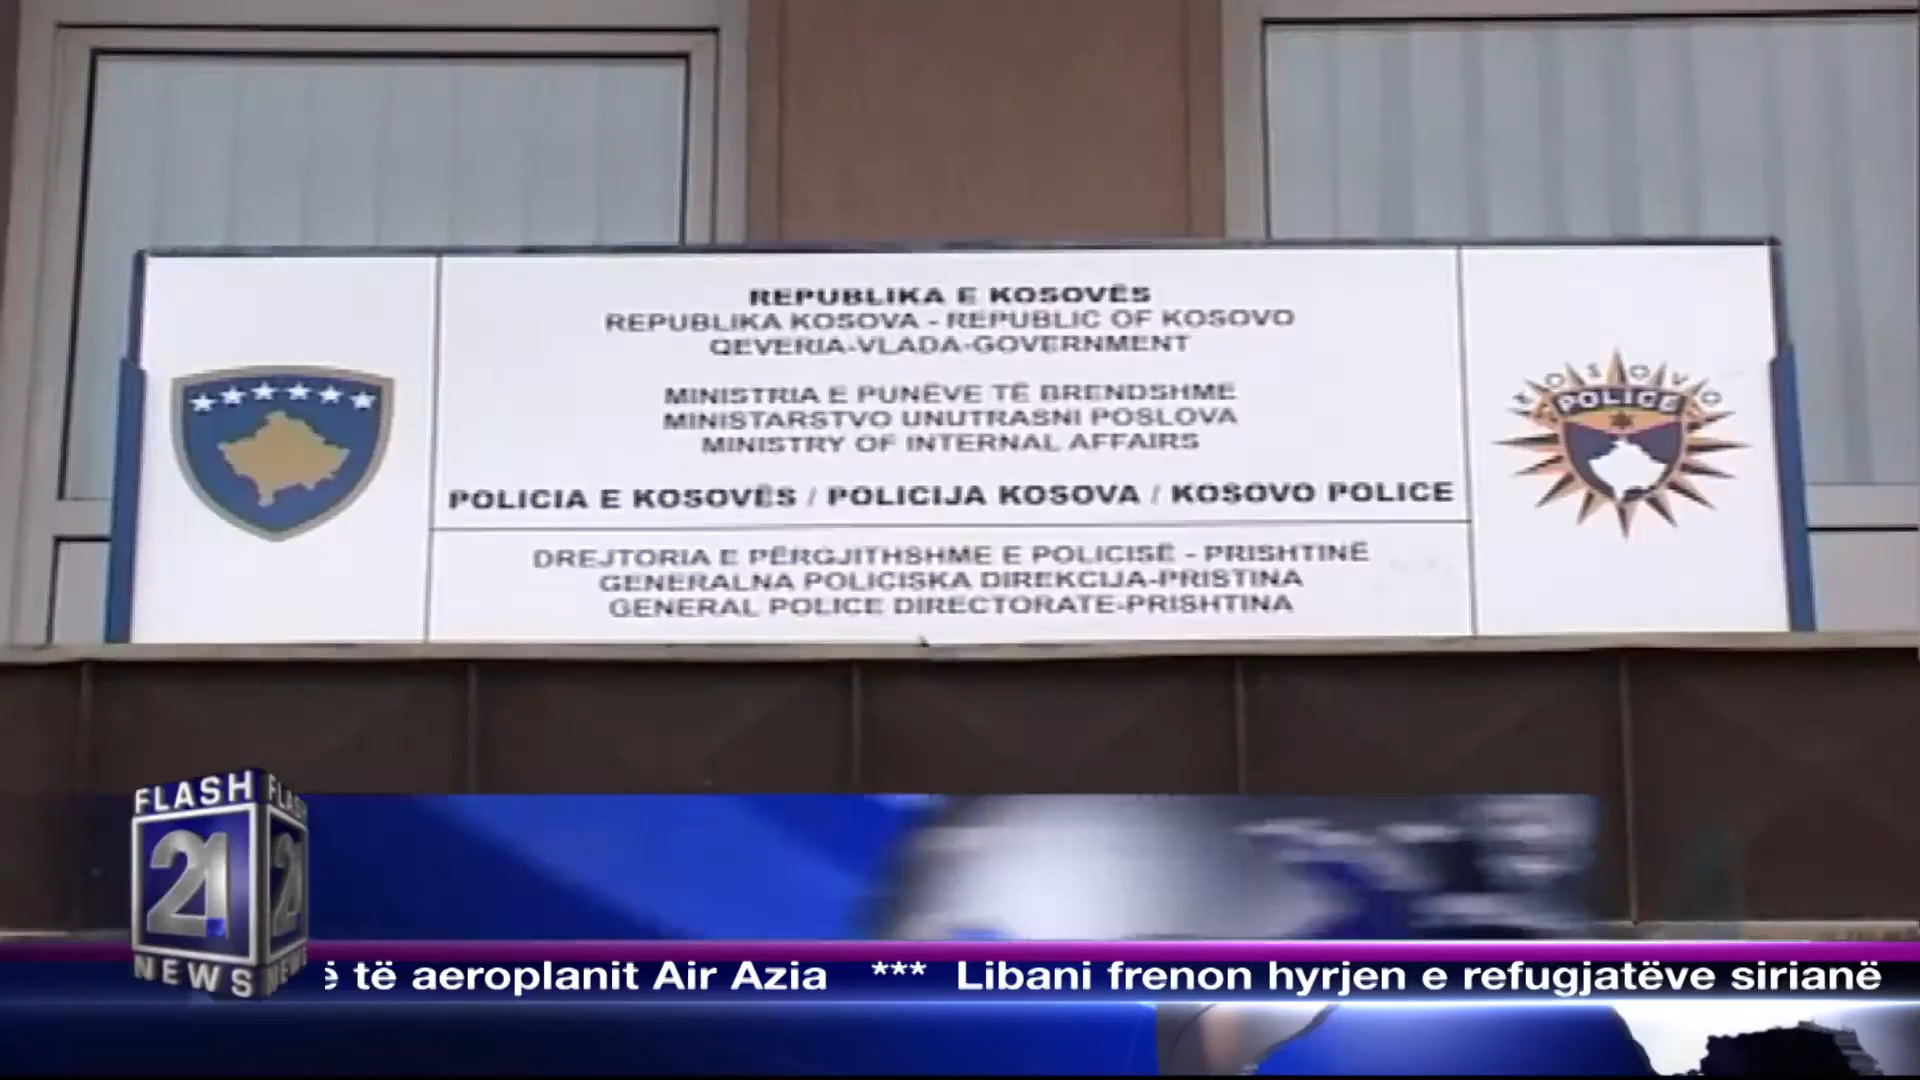 REPUBLIKA E KOSOVËS
REPUBLIKA KOSOVA - REPUBLIC OF KOSOVO
QEVERIA-VLADA-GOVERNMENT
MINISTRIA E PUNËVE TË BRENDSHME
MINISTARSTVO UNUTRASNI POSLOVA
MINISTRY OF INTERNAL AFFAIRS
POLICIA E KOSOVËS / POLICIJA KOSOVA / KOSOVO POLICE
DREJTORIA E PËRGJITHSHME E POLICISË - PRISHTINË
GENERALNA POLICISKA DIREKCIJA-PRISTINA
GENERAL POLICE DIRECTORATE-PRISHTINA
KOSOVO
POLICE
FLASH
21
NEWS
të aeroplanit Air Azia *** Libani frenon hyrjen e refugjatëve sirianë